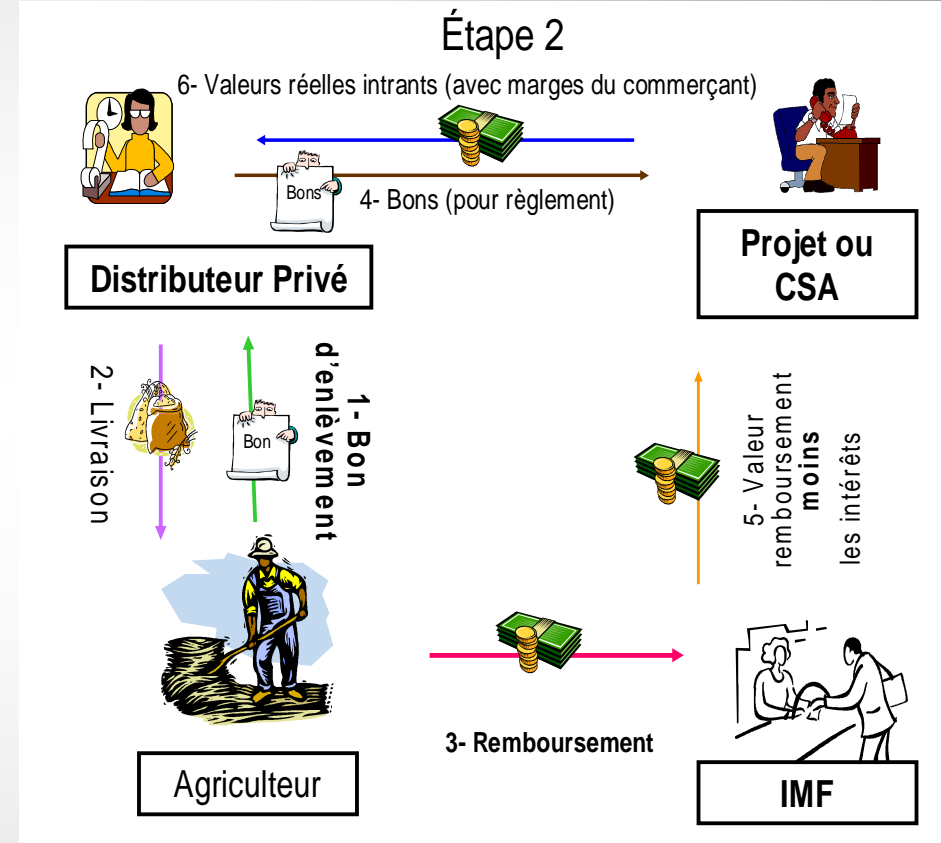 Étape 2
6- Valeurs réelles intrants (avec marges du commerçant)
Bons
4- Bons (pour règlement)
Distributeur Privé
Projet ou
CSA
2- Livraison
Bon
1- Bon
d'enlèvement
5- Valeur
remboursement
moins
les intérêts
3- Remboursement
Agriculteur
IMF